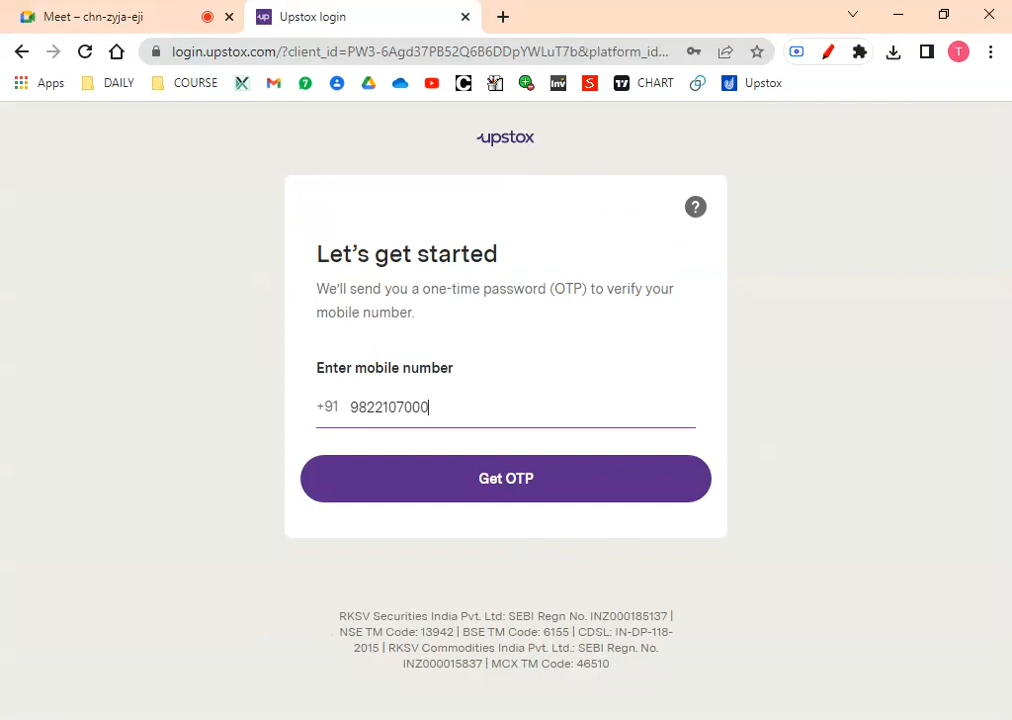 Meet – chn-zyja-eji
Upstox login
login.upstox.com/?client_id=PW3-6Agd37PB52Q6B6DDpYWLuT7b&platform_id...
T
Apps
DAILY
COURSE
CHART
Upstox
upstox
?
Let's get started
We'll send you a one-time password (OTP) to verify your
mobile number.
Enter mobile number
+91 9822107000
Get OTP
RKSV Securities India Pvt. Ltd: SEBI Regn No. INZ000185137 |
NSE TM Code: 13942 | BSE TM Code: 6155 | CDSL: IN-DP-118-
2015 | RKSV Commodities India Pvt. Ltd.: SEBI Regn. No.
INZ000015837 | MCX TM Code: 46510